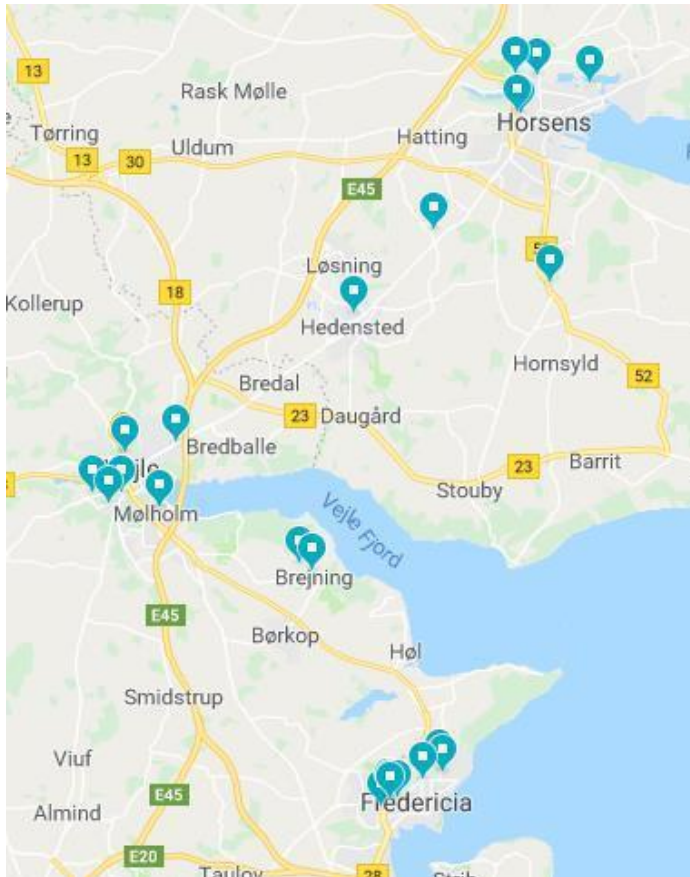 13
Rask Mølle
Tørring
Uldum
Hatting
Horsens
13
30
E45
Løsning
18
Kollerup
Hedensted
Hornsyld
Bredal
52
23
Daugård
Bredballe
23
Barrit
Stouby
Mølholm
Vejle Fjord
Brejning
E45
Børkop
Høl
Smidstrup
Viuf
E45
Almind
Fredericia
E20
28